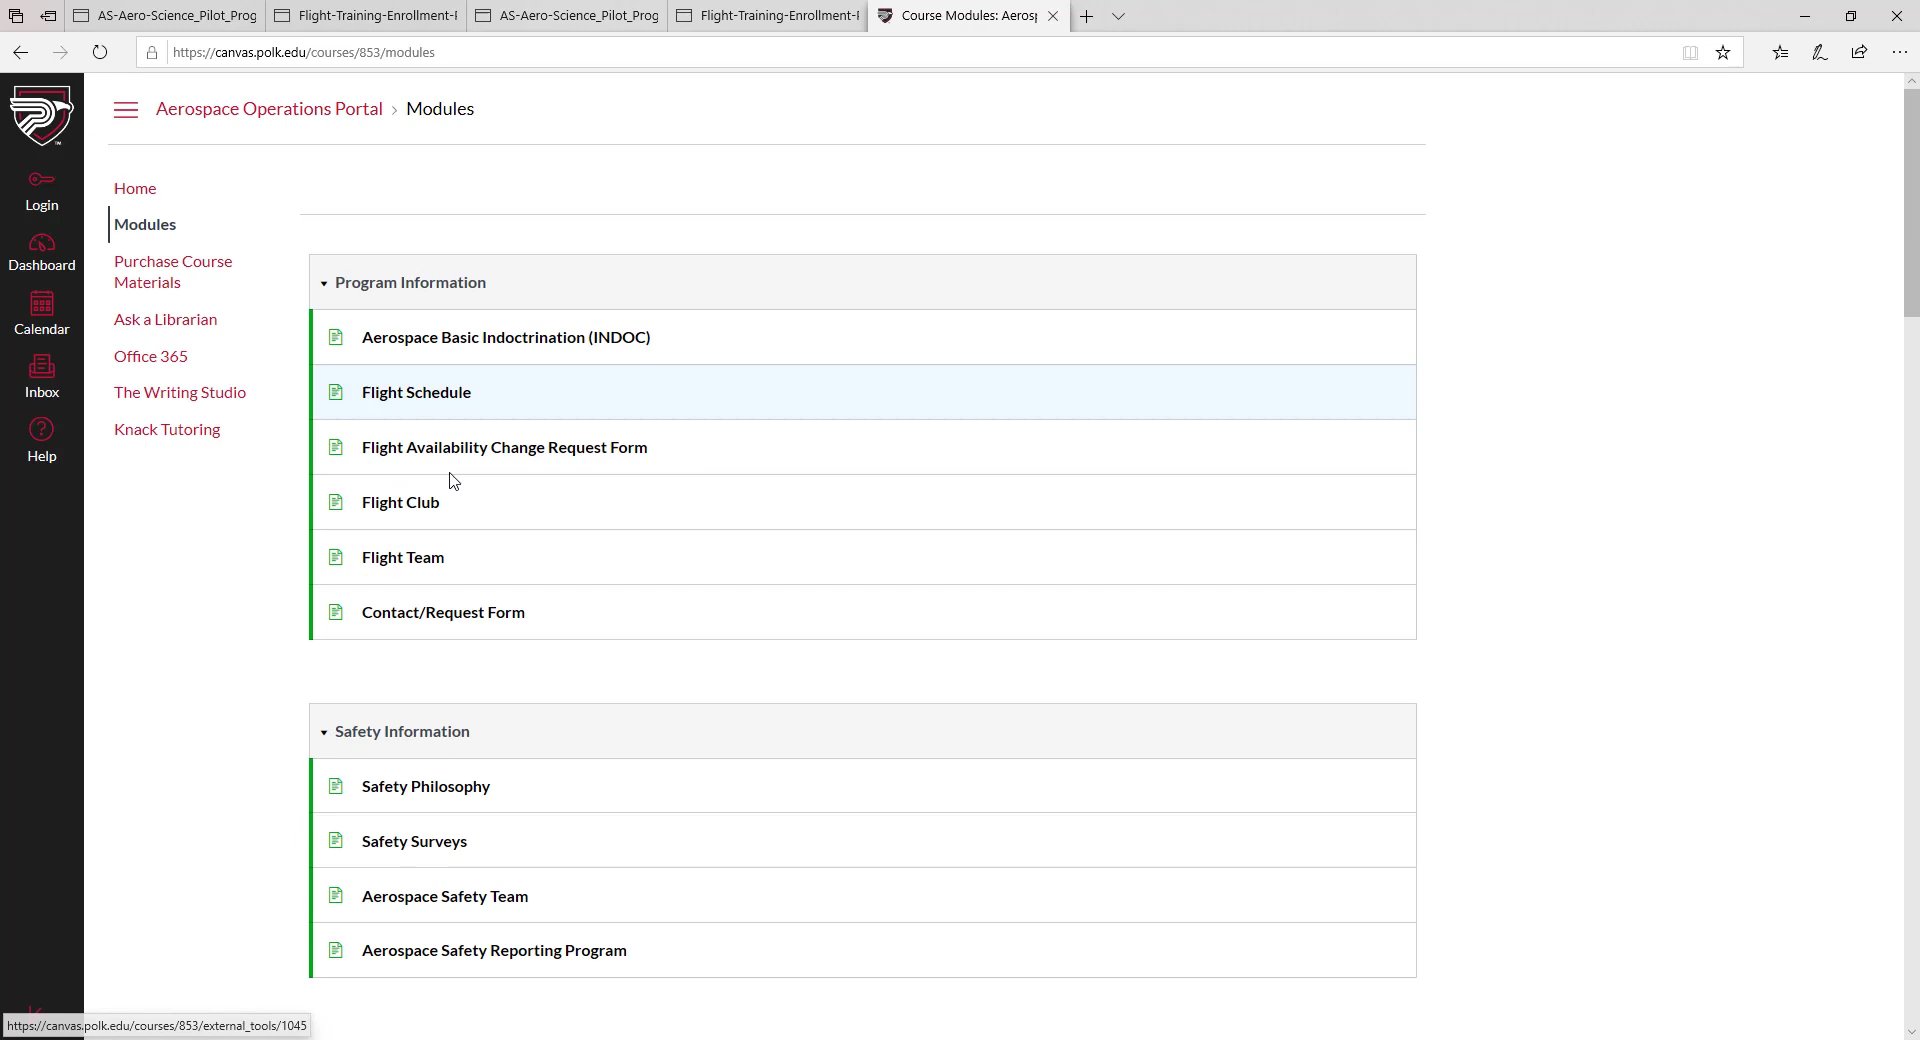 AS-Aero-Science_Pilot_Prog
Flight-Training-Enrollment-F
AS-Aero-Science_Pilot_Prog
Flight-Training-Enrollment-F
Course Modules: Aerosp
https://canvas.polk.edu/courses/853/modules
Aerospace Operations Portal › Modules
Login
Dashboard
Calendar
Inbox
Help
Home
Modules
Purchase Course
Materials
Ask a Librarian
Office 365
The Writing Studio
Knack Tutoring
Program Information
Aerospace Basic Indoctrination (INDOC)
Flight Schedule
Flight Availability Change Request Form
Flight Club
Flight Team
Contact/Request Form
Safety Information
Safety Philosophy
Safety Surveys
Aerospace Safety Team
Aerospace Safety Reporting Program
https://canvas.polk.edu/courses/853/external_tools/1045